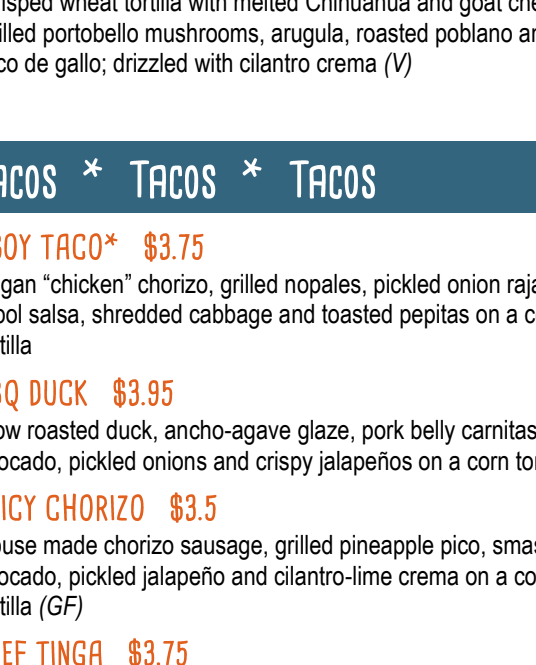 isped wheat tortilla with melted Chihuahua and goat che
illed portobello mushrooms, arugula, roasted poblano an
co de gallo; drizzled with cilantro crema (V)
acos * Tacos * Tacos
SOY TACO* $3.75
gan “chicken” chorizo, grilled nopales, pickled onion raja
ool salsa, shredded cabbage and toasted pepitas on a c
tilla
BQ DUCK $3.95
ow roasted duck, ancho-agave glaze, pork belly carnitas
ocado, pickled onions and crispy jalapeños on a corn tor
ICY CHORIZO $3.5
ouse made chorizo sausage, grilled pineapple pico, smas
ocado, pickled jalapeño and cilantro-lime crema on a co
tilla (GF)
EF TINGA $3.75